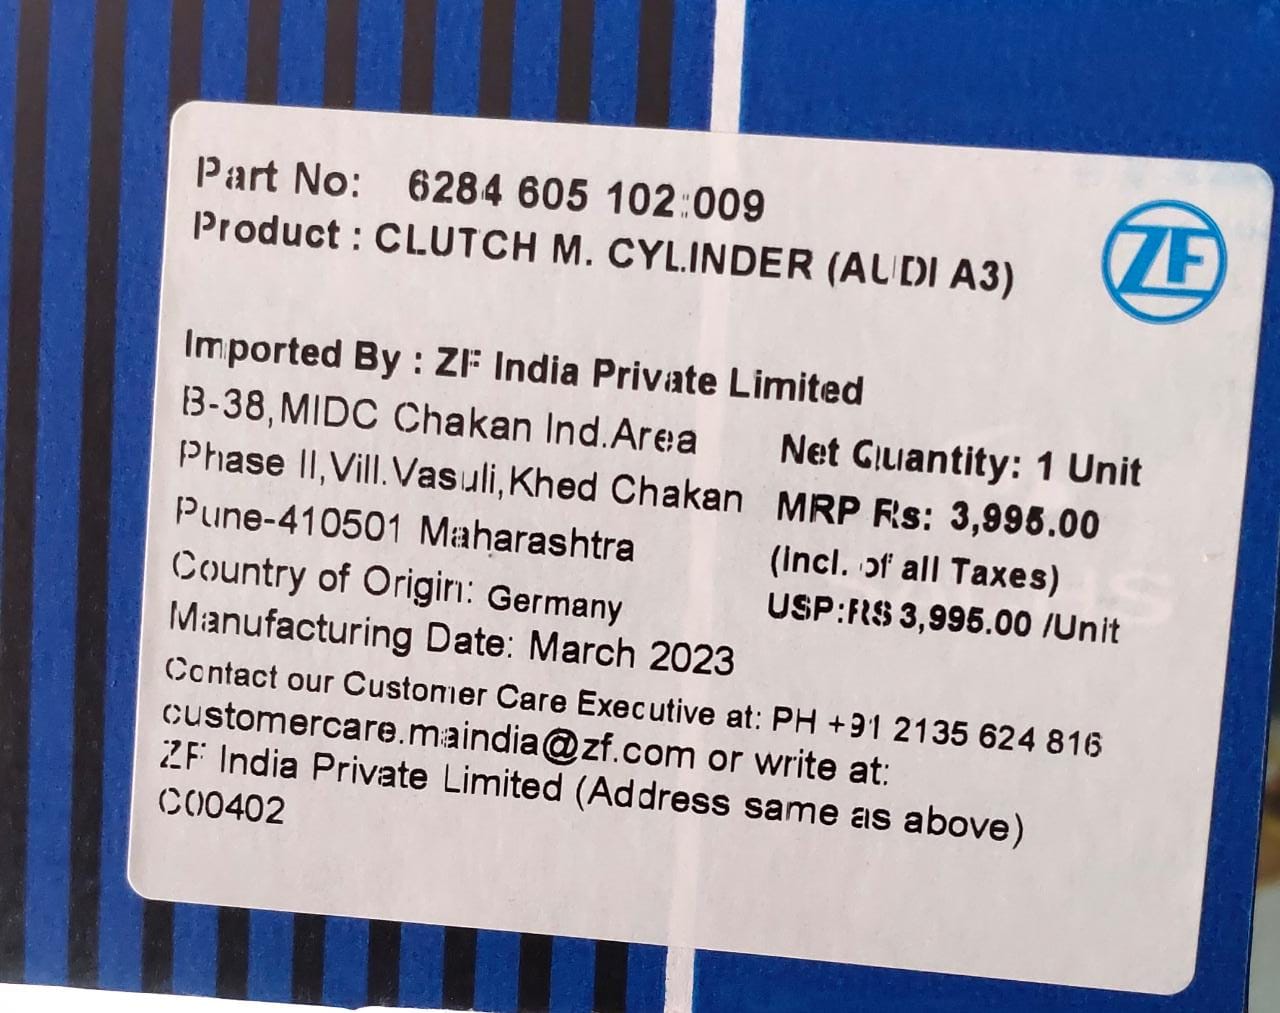 Part No: 6284 605 102 009
Product : CLUTCH M. CYLINDER (AUDI A3)
ZF
Imported By : ZF India Private Limited
B-38, MIDC Chakan Ind.Area
Phase II, Vill. Vasuli, Khed Chakan
Pune-410501 Maharashtra
Country of Origin: Germany
Manufacturing Date: March 2023
Net Quantity: 1 Unit
MRP Rs: 3,995.00
(Incl. of all Taxes)
USP:RS 3,995.00 /Unit
Contact our Customer Care Executive at: PH +91 2135 624 816
customercare.maindia@zf.com or write at:
ZF India Private Limited (Address same as above)
C00402